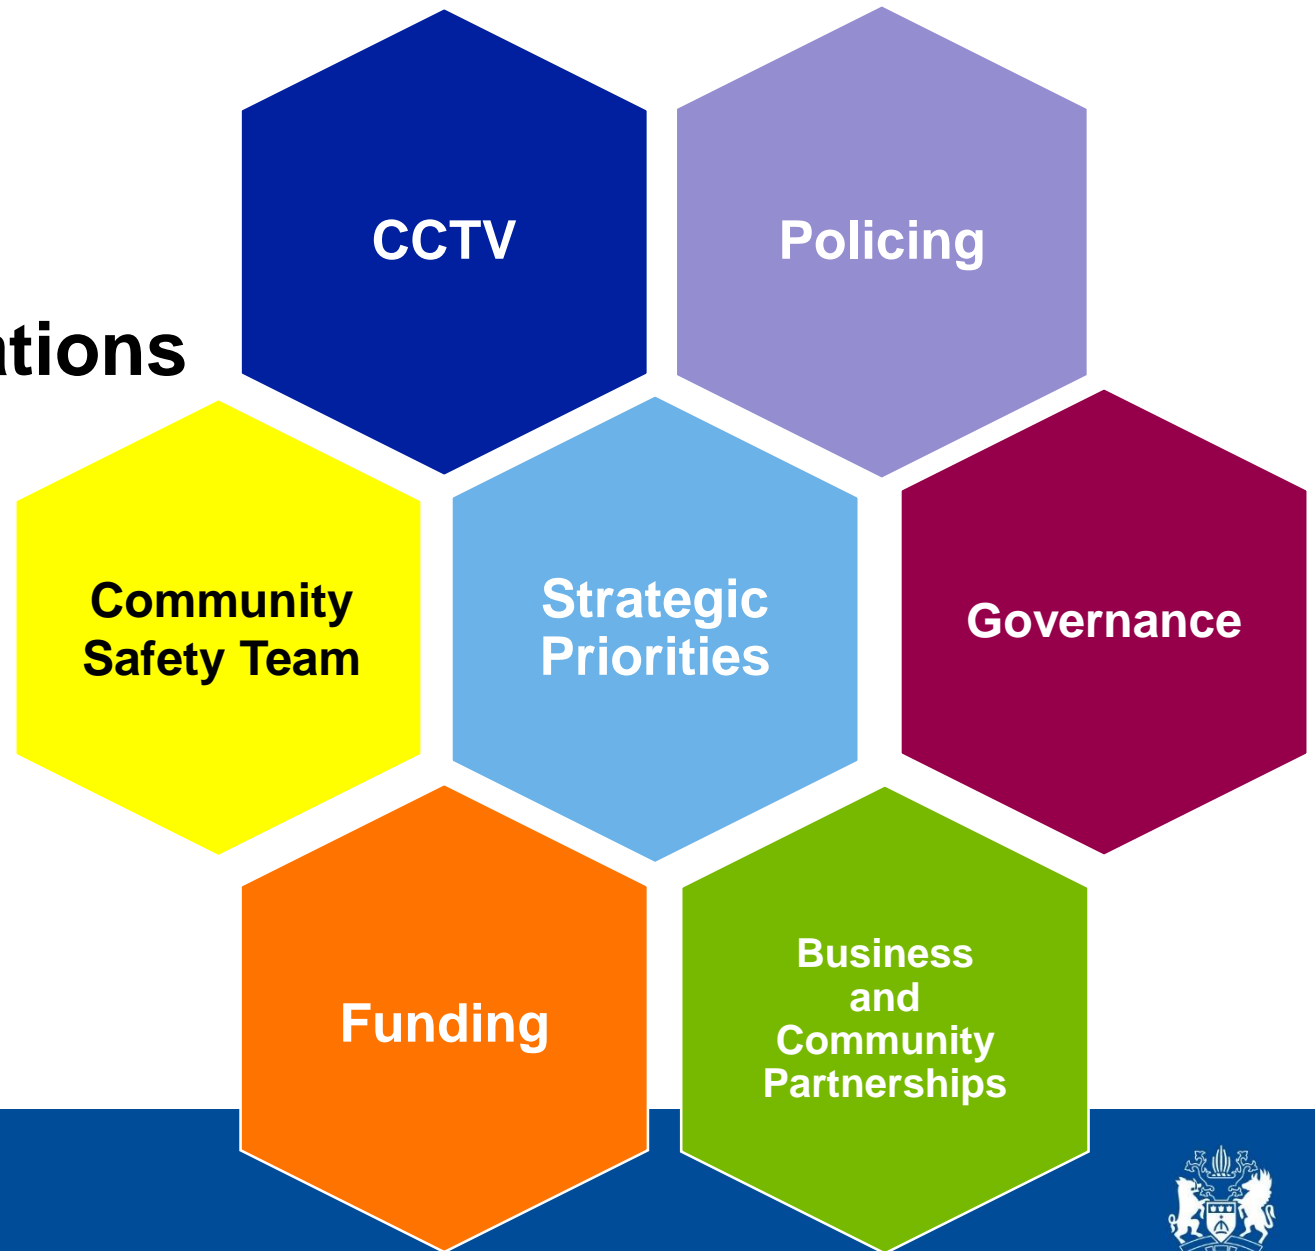 CCTV
Policing
ations
Community
Safety Team
Strategic
Priorities
Governance
Funding
Business
and
Community
Partnerships